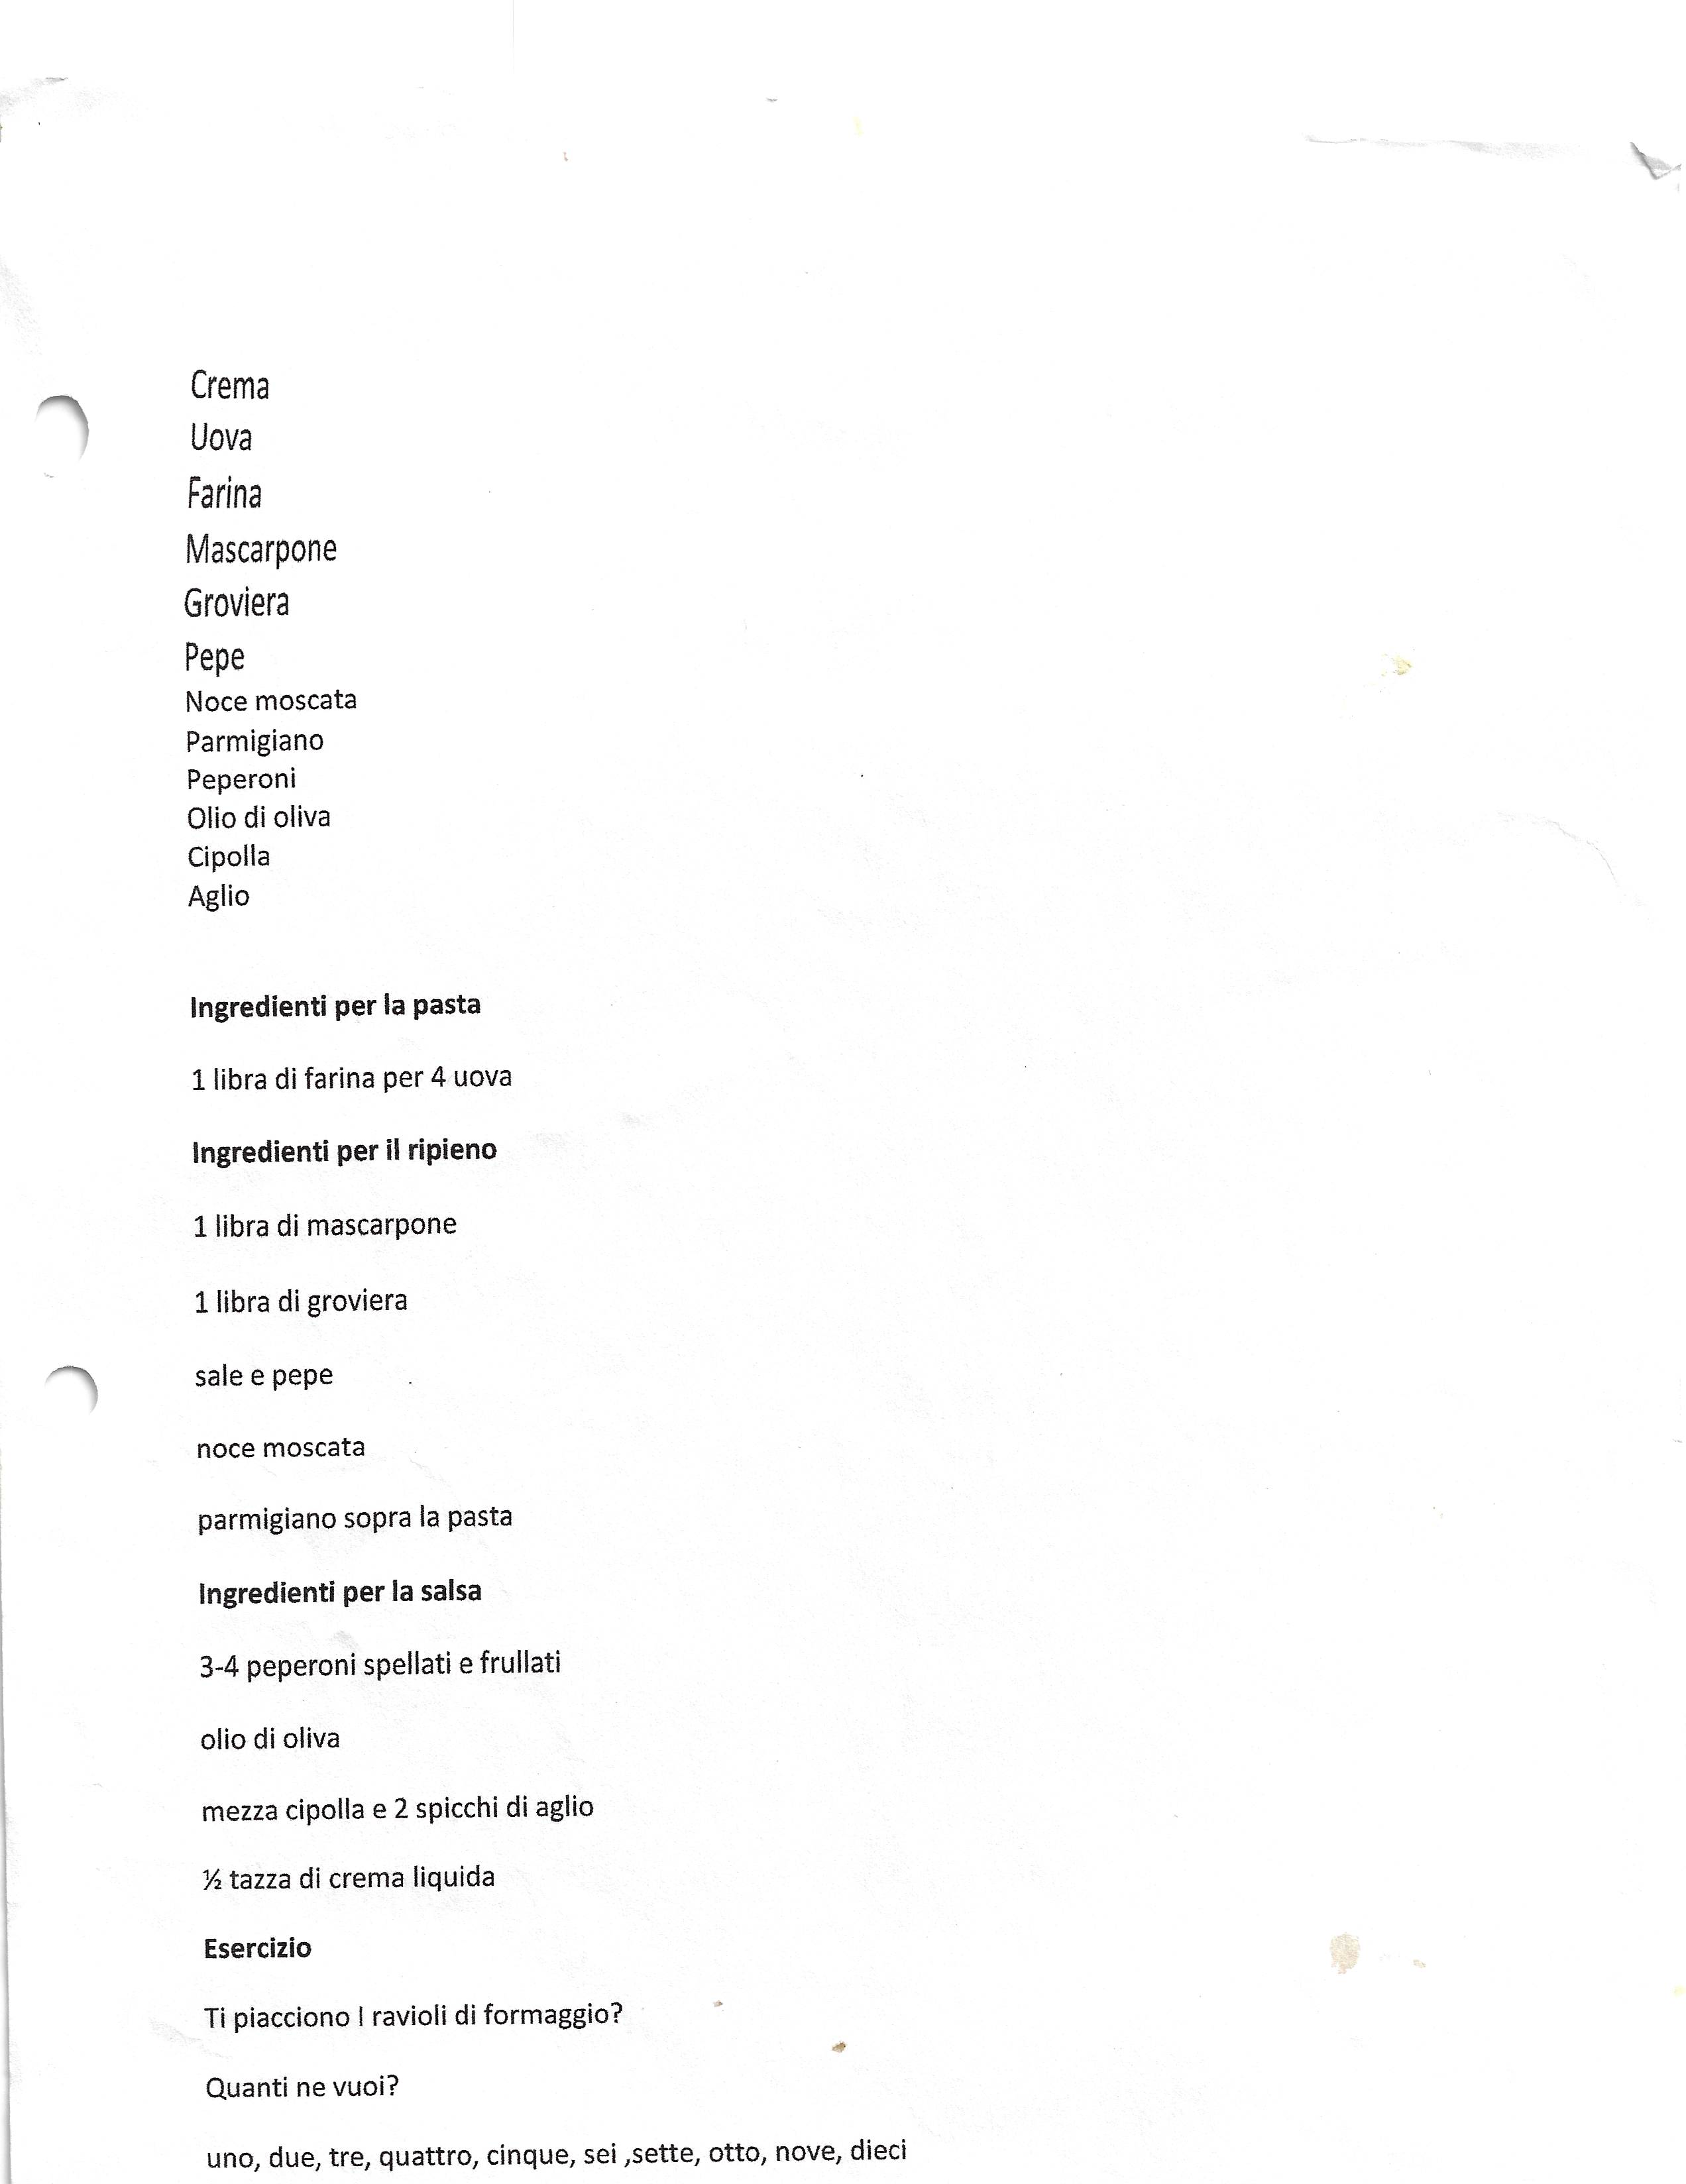 Crema
Uova
Farina
Mascarpone
Groviera
Pepe
Noce moscata
Parmigiano
Peperoni
Olio di oliva
Cipolla
Aglio
Ingredienti per la pasta
1 libra di farina per 4 uova
Ingredienti per il ripieno
1 libra di mascarpone
1 libra di groviera
sale e pepe
noce moscata
parmigiano sopra la pasta
Ingredienti per la salsa
3-4 peperoni spellati e frullati
olio di oliva
mezza cipolla e 2 spicchi di aglio
½ tazza di crema liquida
Esercizio
Ti piacciono I ravioli di formaggio?
Quanti ne vuoi?
uno, due, tre, quattro, cinque, sei ,sette, otto, nove, dieci